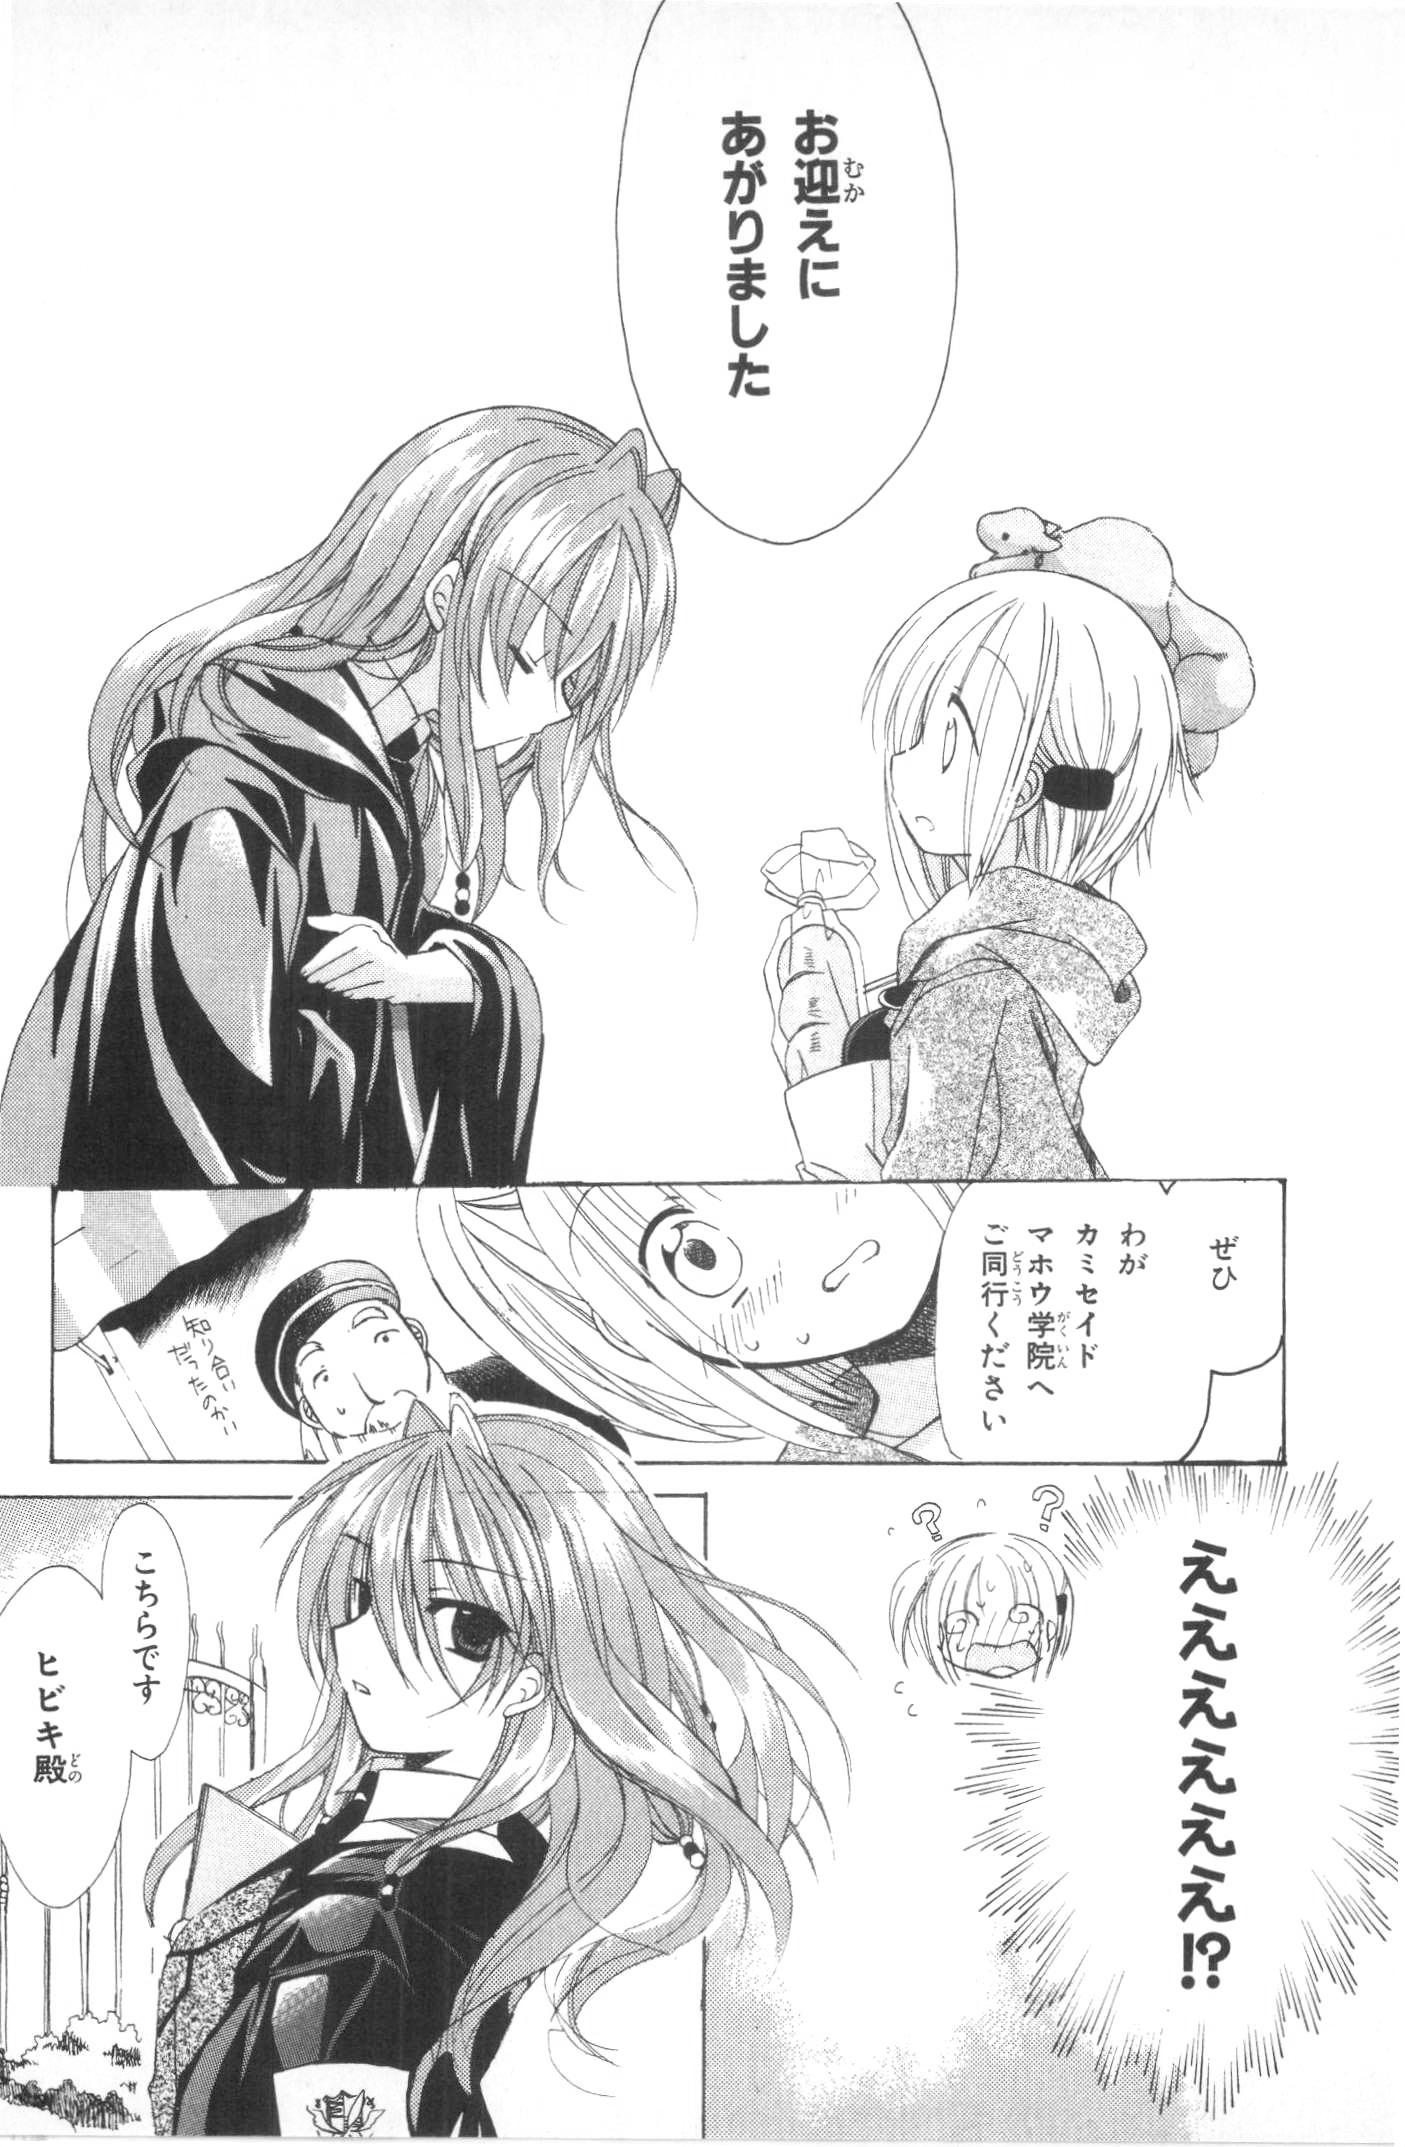 お迎えに
あがりました
ぜひ
わが
カミセイド
マホウ学院へ
ご同行ください
知り合い
だったのかい
えええええええ!?
こちらです
ヒビキ殿